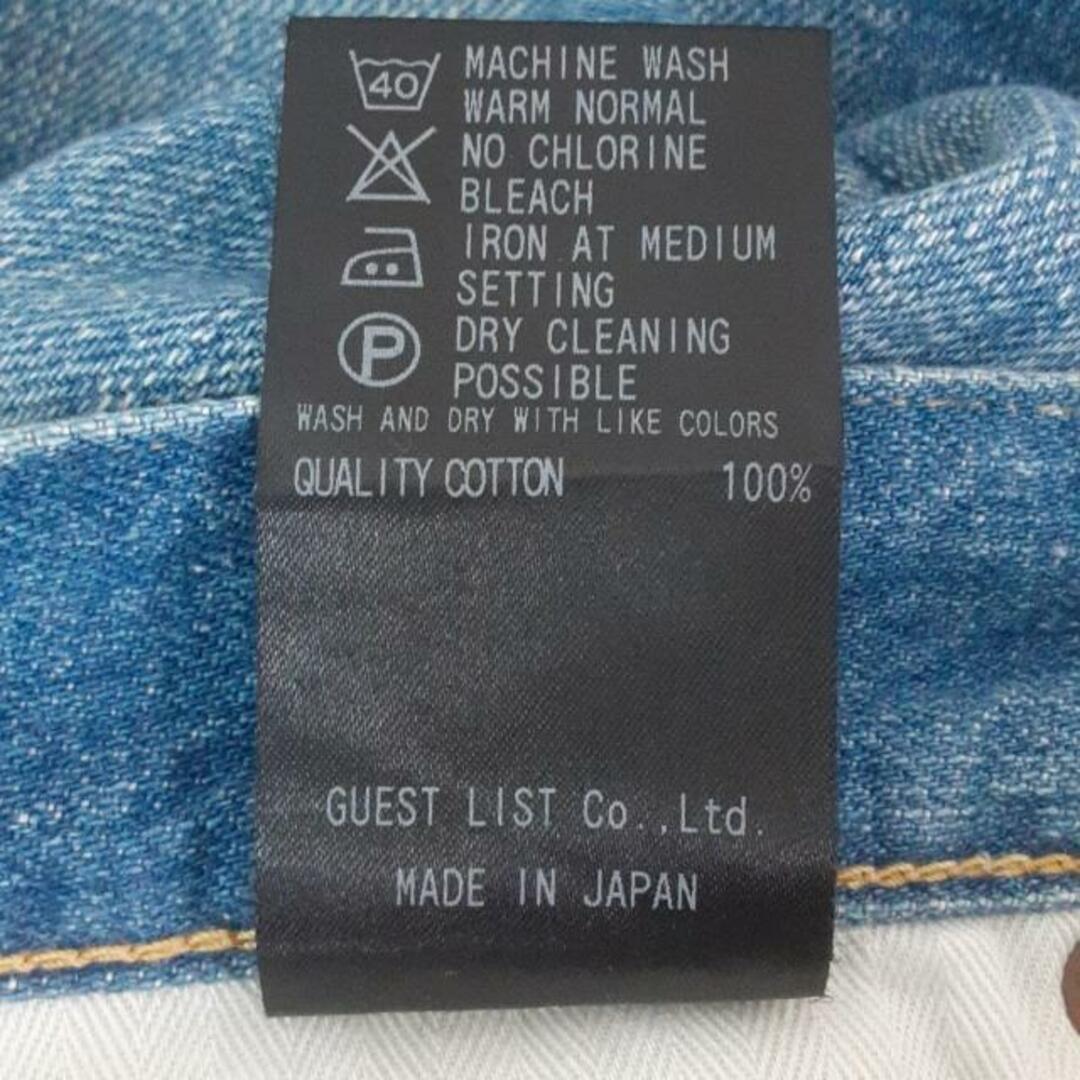 40 MACHINE WASH
WARM NORMAL
NO CHLORINE
BLEACH
IRON AT MEDIUM
SETTING
P DRY CLEANING
POSSIBLE
WASH AND DRY WITH LIKE COLORS
QUALITY COTTON 100%
GUEST LIST Co.,Ltd.
MADE IN JAPAN